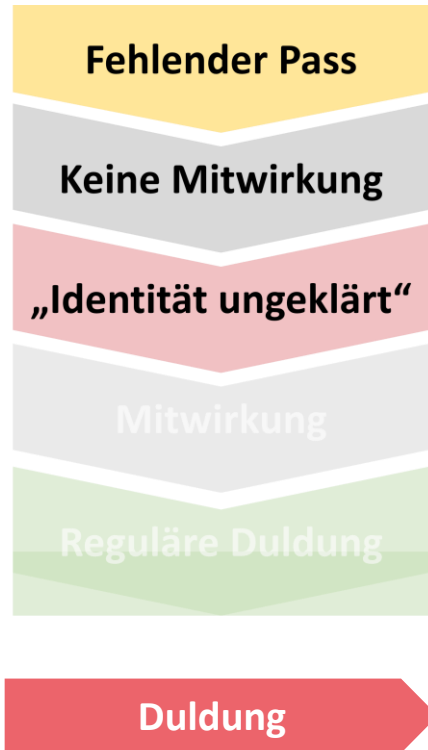 Fehlender Pass
Keine Mitwirkung
„Identität ungeklärt“
Mitwirkung
Reguläre Duldung
Duldung